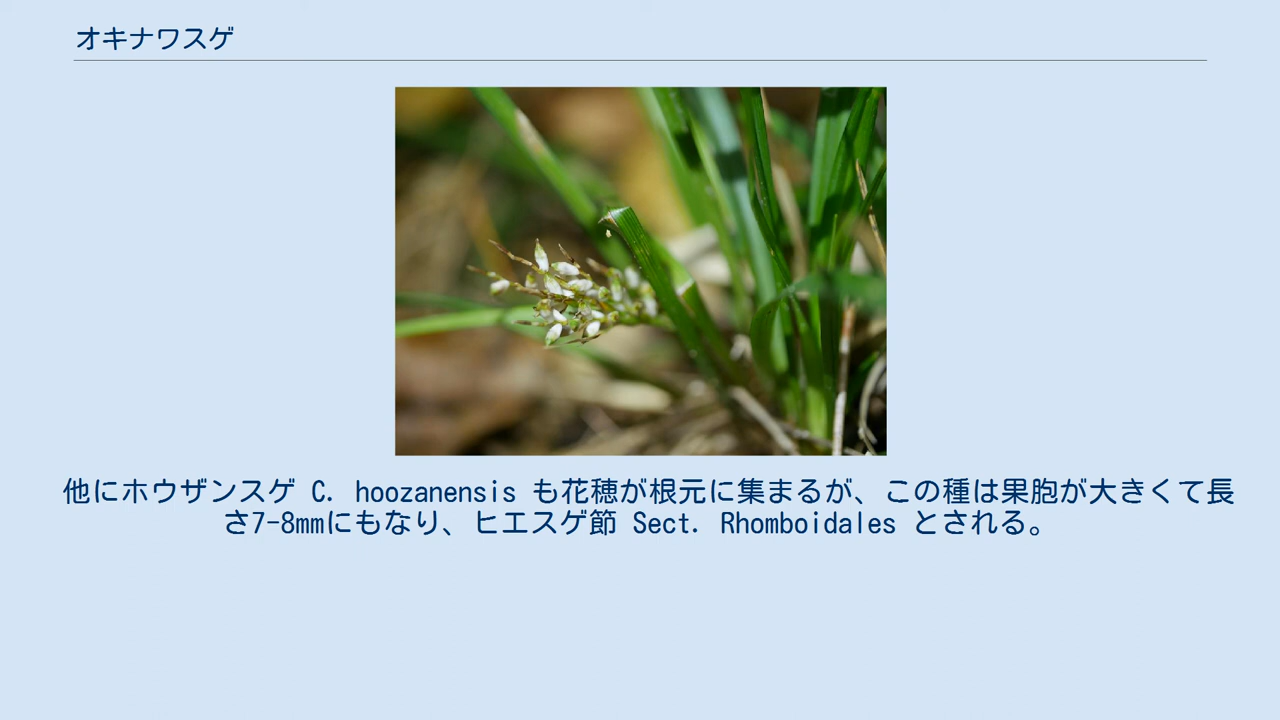 オキナワスゲ
他にホウザンスゲ C. hoozanensis も花穂が根元に集まるが、この種は果胞が大きくて長
さ7-8mmにもなり、ヒエスゲ節 Sect. Rhomboidales とされる。